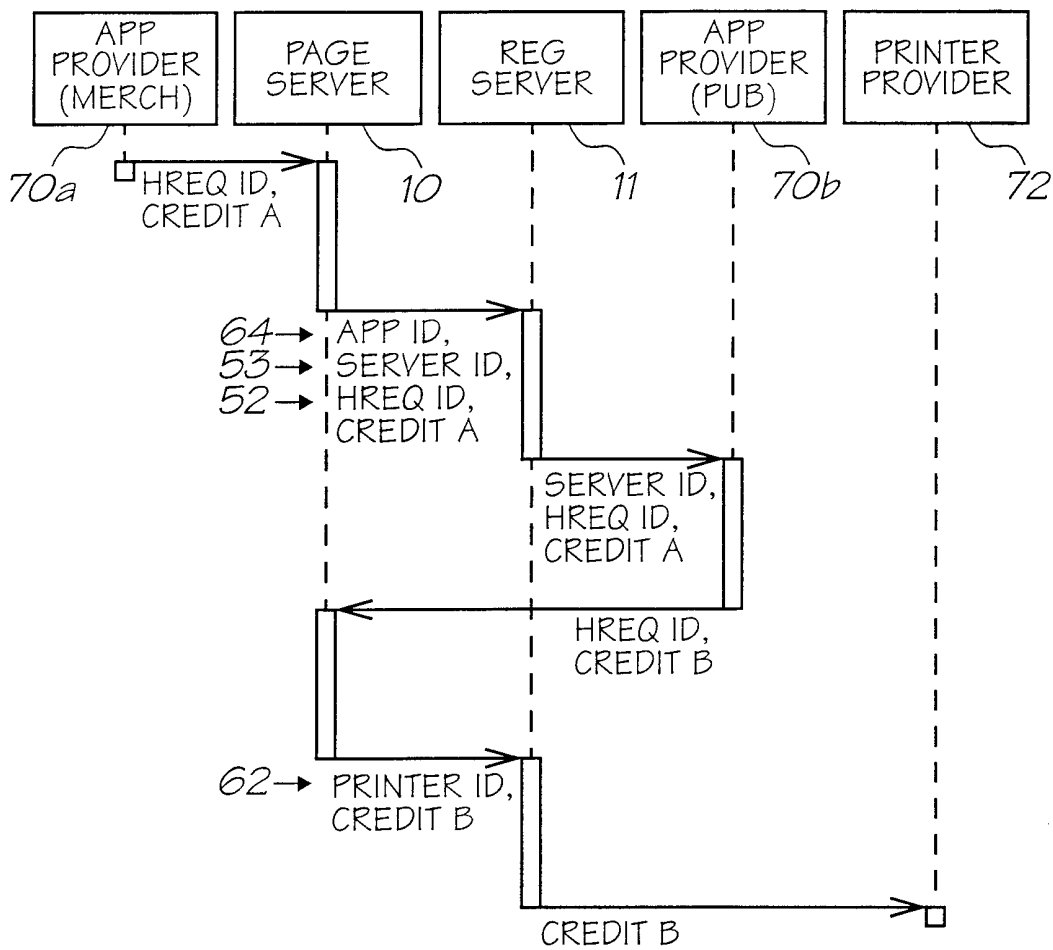 APP
PROVIDER
(MERCH)
PAGE
SERVER
REG
SERVER
APP
PROVIDER
(PUB)
PRINTER
PROVIDER
70a
10
11
70b
72
HREQ ID,
CREDIT A
64
APP ID,
53
SERVER ID,
52
HREQ ID,
CREDIT A
SERVER ID,
HREQ ID,
CREDIT A
HREQ ID,
CREDIT B
62
PRINTER ID,
CREDIT B
CREDIT B